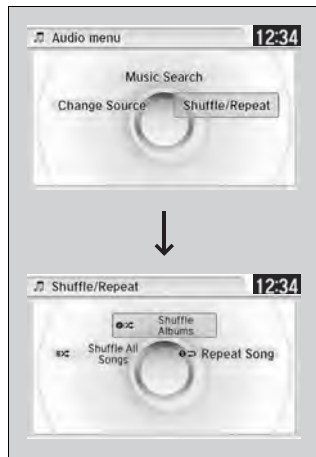 Audio menu 12:34
Music Search
Change Source Shuffle/Repeat
Shuffle/Repeat 12:34
Shuffle
Albums
Shuffle All
Songs
Repeat Song